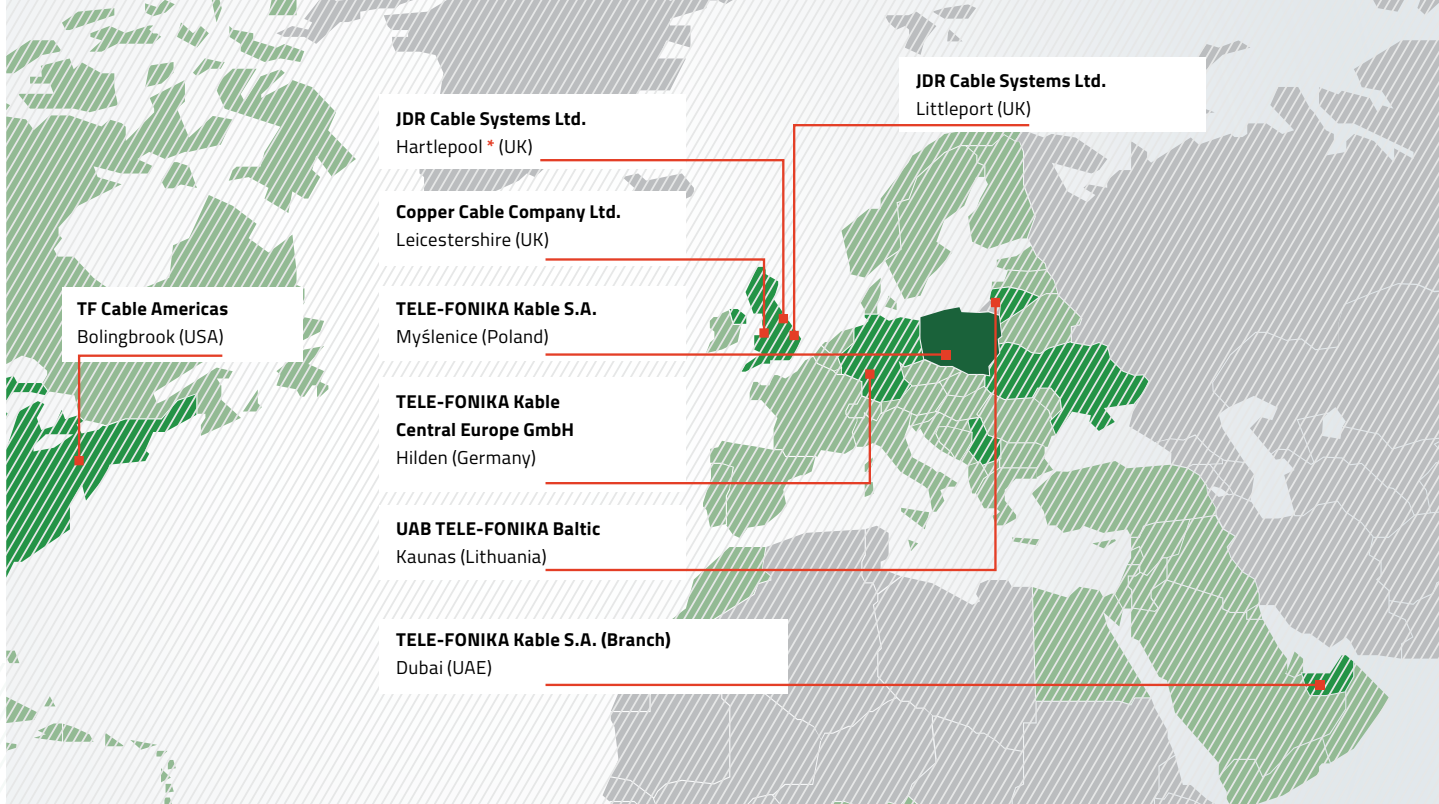 JDR Cable Systems Ltd.
Littleport (UK)
JDR Cable Systems Ltd.
Hartlepool * (UK)
Copper Cable Company Ltd.
Leicestershire (UK)
TF Cable Americas
Bolingbrook (USA)
TELE-FONIKA Kable S.A.
Myślenice (Poland)
TELE-FONIKA Kable
Central Europe GmbH
Hilden (Germany)
UAB TELE-FONIKA Baltic
Kaunas (Lithuania)
TELE-FONIKA Kable S.A. (Branch)
Dubai (UAE)